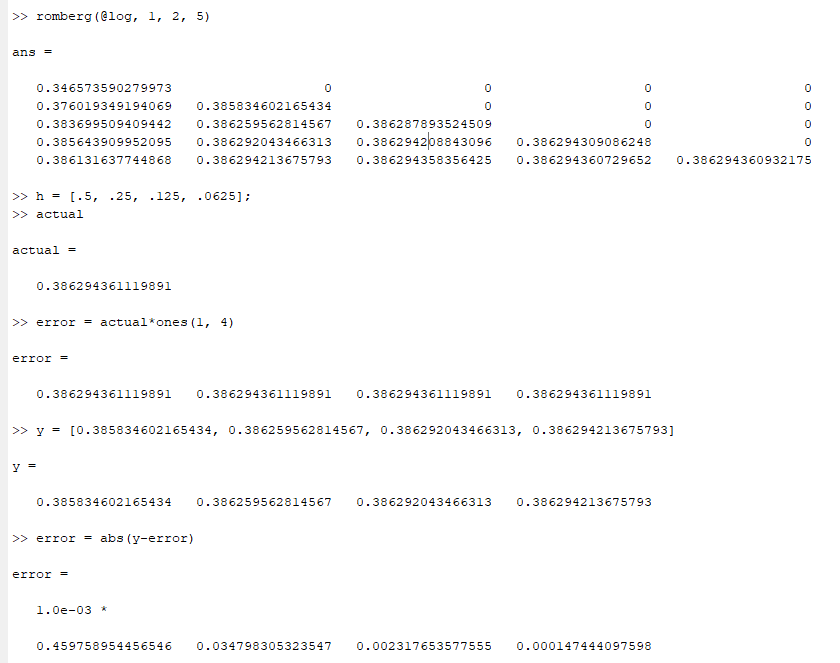 >> romberg(@log, 1, 2, 5)
ans =
0.346573590279973 0 0 0 0
0.376019349194069 0.385834602165434 0 0 0
0.383699509409442 0.386259562814567 0.386287893524509 0 0
0.385643909952095 0.386292043466313 0.386294208843096 0.386294309086248 0
0.386131637744868 0.386294213675793 0.386294358356425 0.386294360729652 0.386294360932175
>> h = [.5, .25, .125, .0625];
>> actual
actual =
0.386294361119891
>> error = actual*ones(1, 4)
error =
0.386294361119891 0.386294361119891 0.386294361119891 0.386294361119891
>> y = [0.385834602165434, 0.386259562814567, 0.386292043466313, 0.386294213675793]
y =
0.385834602165434 0.386259562814567 0.386292043466313 0.386294213675793
>> error = abs(y-error)
error =
1.0e-03 *
0.459758954456546 0.034798305323547 0.002317653577555 0.000147444097598